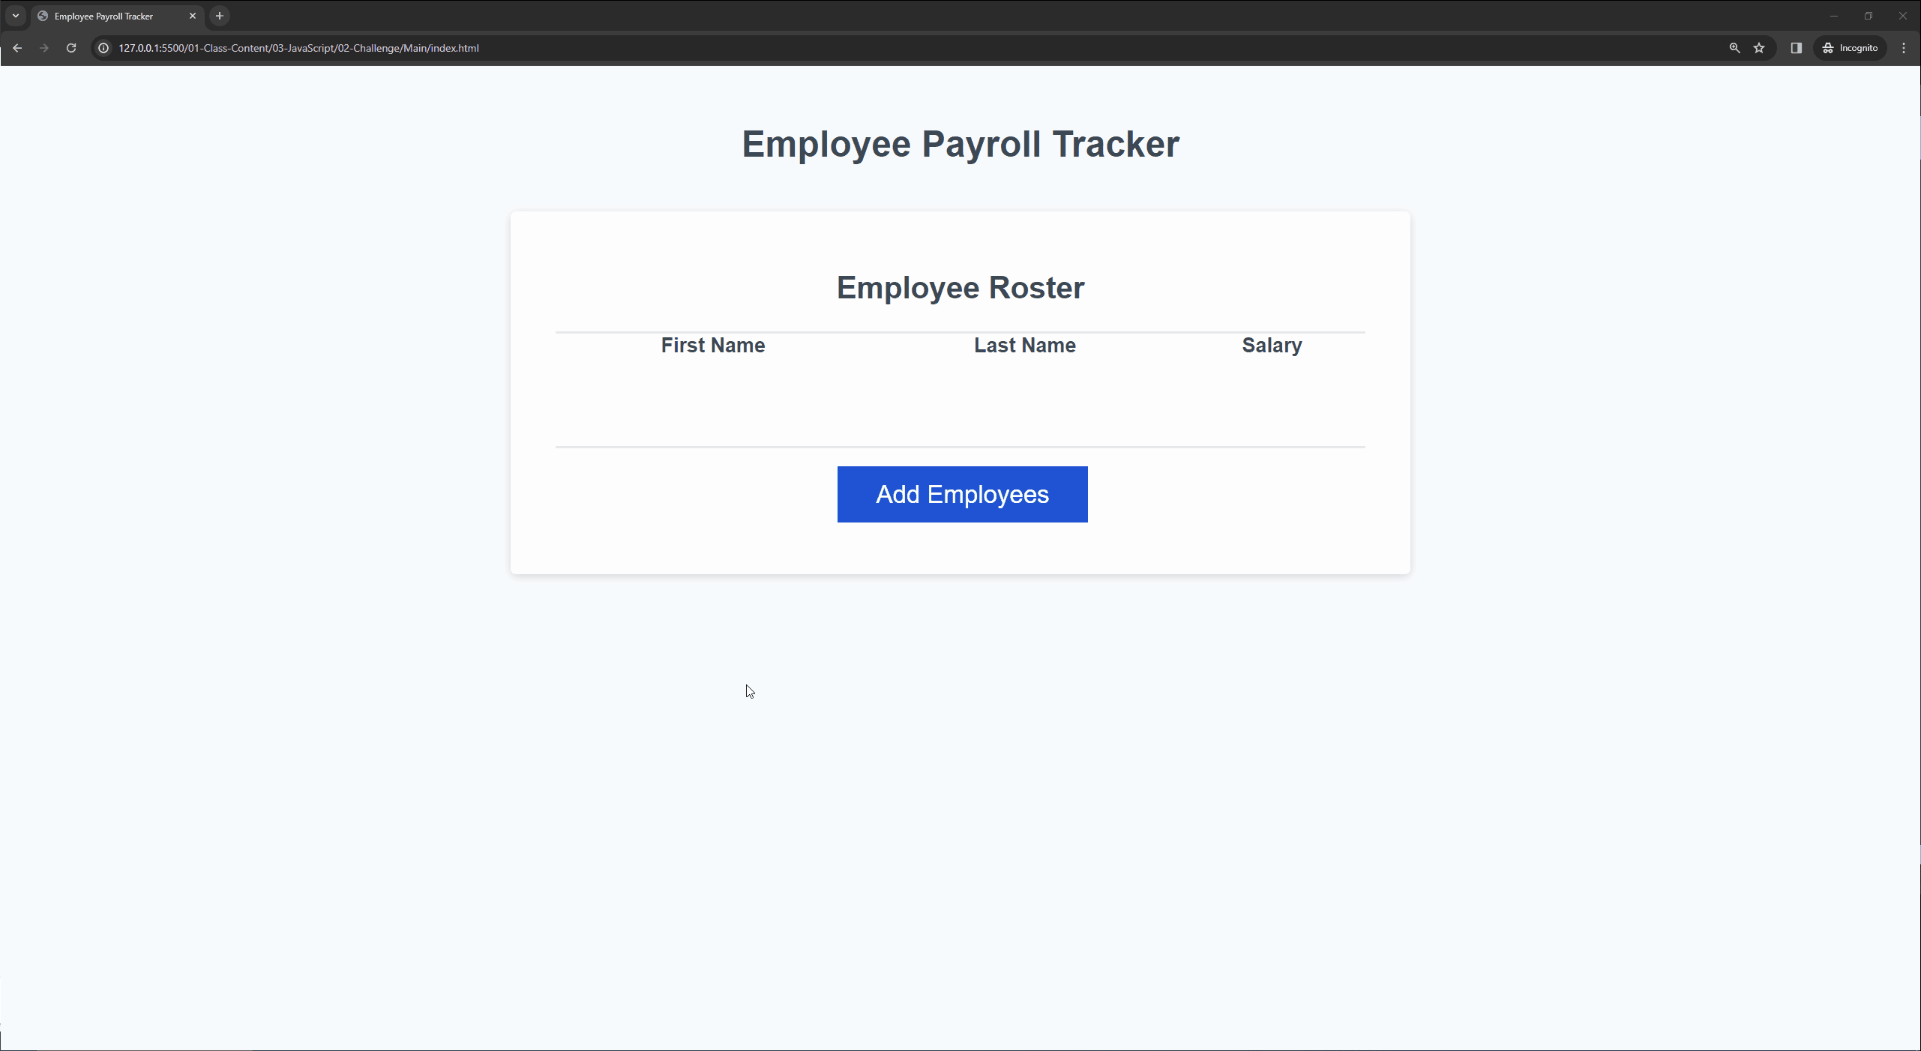 Employee Payroll Tracker
127.0.0.1:5500/01-Class-Content/03-JavaScript/02-Challenge/Main/index.html
Incognito
Employee Payroll Tracker
Employee Roster
First Name Last Name Salary
Add Employees